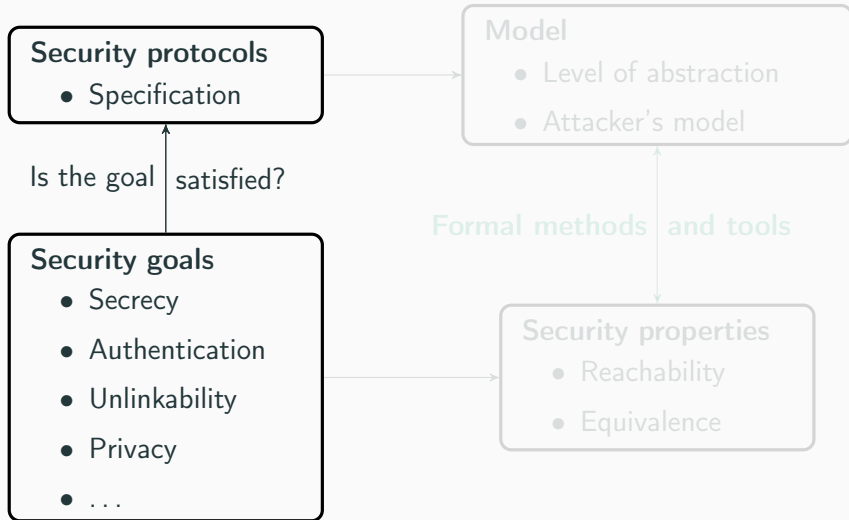 Security protocols
• Specification
Is the goal satisfied?
Security goals
• Secrecy
• Authentication
• Unlinkability
• Privacy
• . . .
Model
• Level of abstraction
• Attacker's model
Formal methods and tools
Security properties
• Reachability
• Equivalence